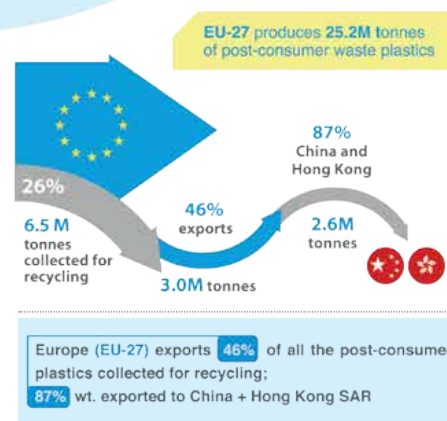 EU-27 produces 25.2M tonnes
of post-consumer waste plastics
87%
China and
Hong Kong
26%
46%
exports
6.5 M
tonnes
collected for
recycling
2.6M
tonnes
3.0M tonnes
Europe (EU-27) exports 46% of all the post-consume
plastics collected for recycling;
87% wt. exported to China + Hong Kong SAR